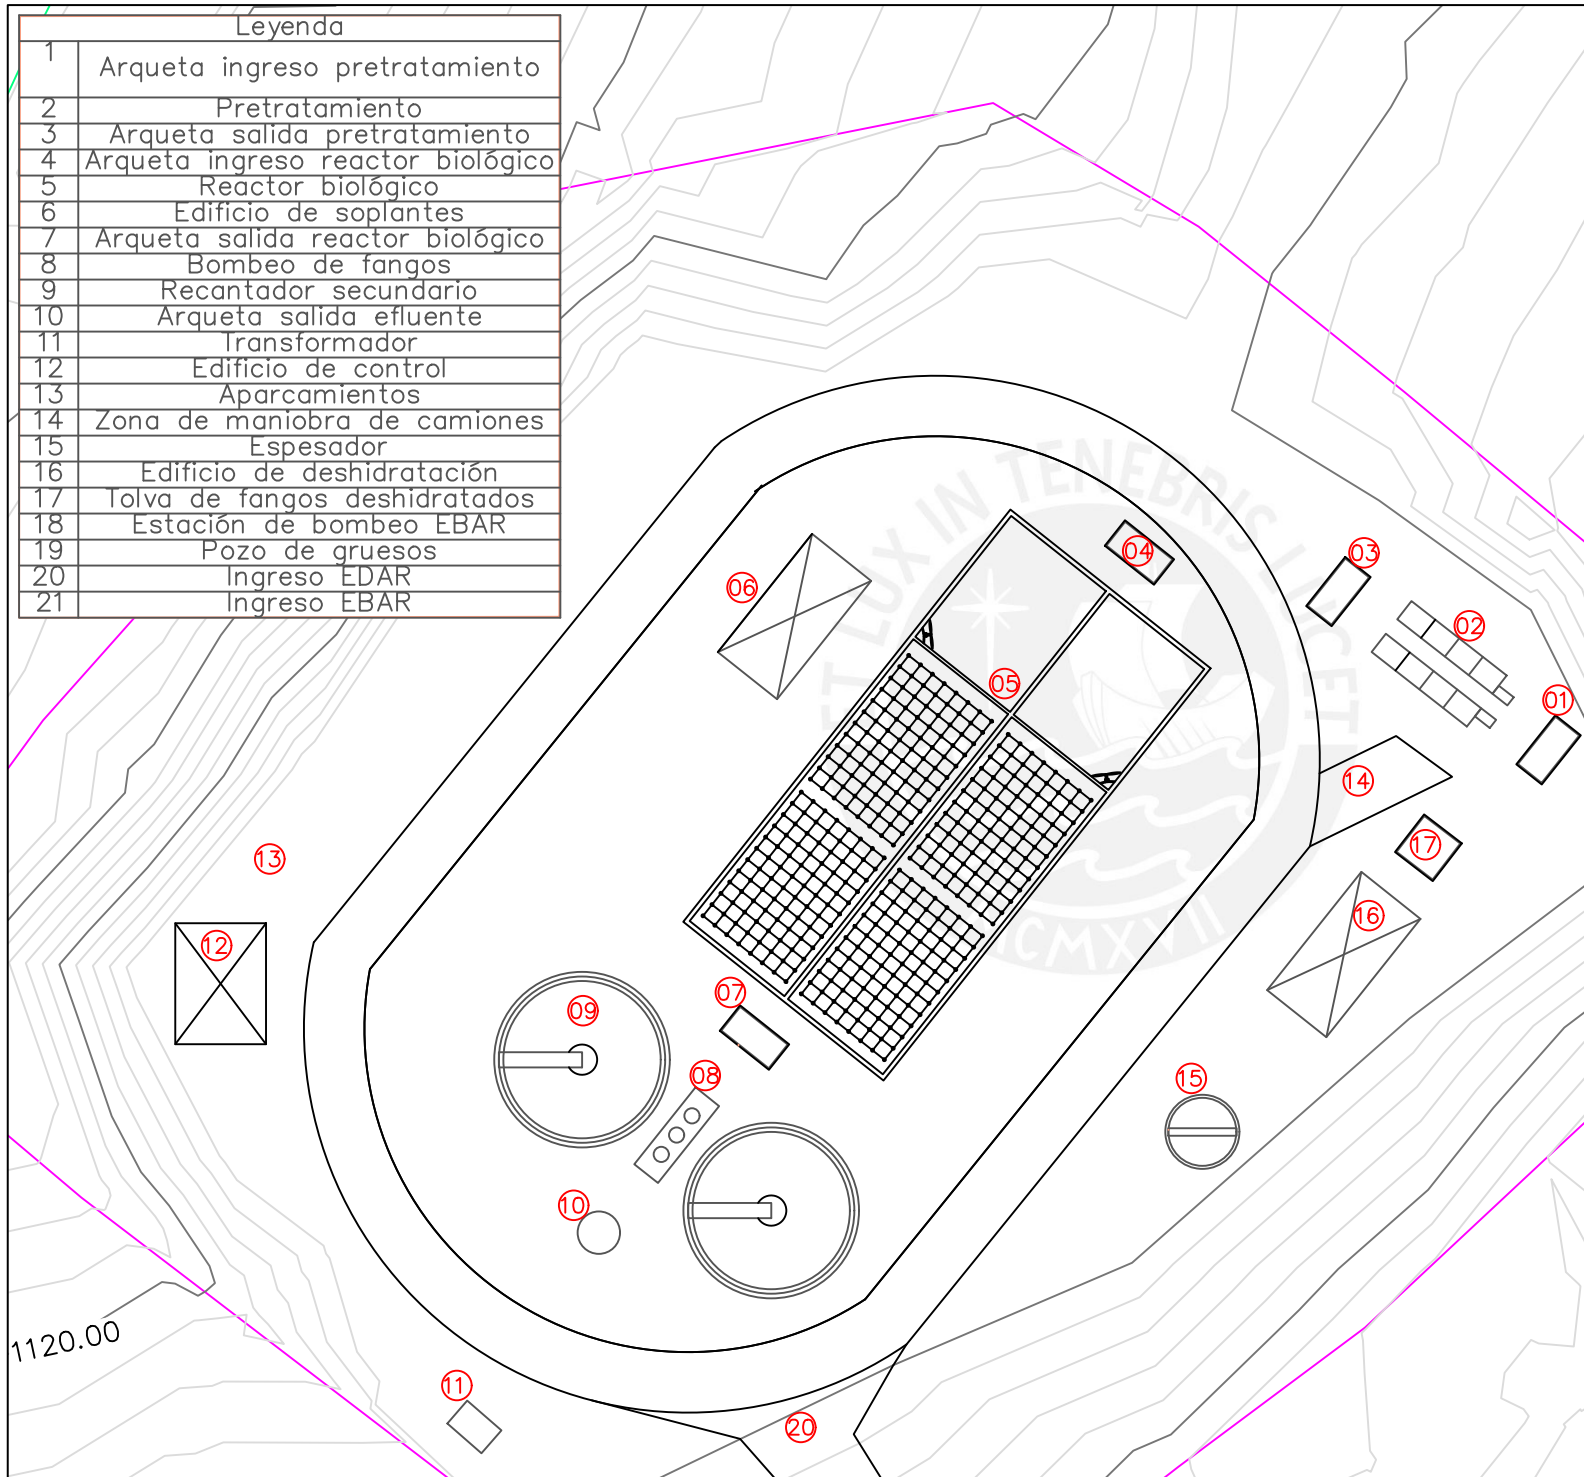 Leyenda
1 Arqueta ingreso pretratamiento
2 Pretratamiento
3 Arqueta salida pretratamiento
4 Arqueta ingreso reactor biológico
5 Reactor biológico
6 Edificio de soplantes
7 Arqueta salida reactor biológico
8 Bombeo de fangos
9 Recantador secundario
10 Arqueta salida efluente
11 Transformador
12 Edificio de control
13 Aparcamientos
14 Zona de maniobra de camiones
15 Espesador
16 Edificio de deshidratación
17 Tolva de fangos deshidratados
18 Estación de bombeo EBAR
19 Pozo de gruesos
20 Ingreso EDAR
21 Ingreso EBAR
ET LUX IN TENEBRIS LUCET
MCMXVII
04
03
06
02
05
01
14
17
13
16
12
07
09
08
15
10
1120.00
11
20